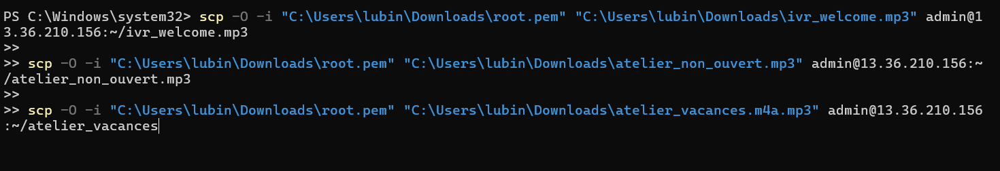 PS C:\Windows\system32> scp -O -i "C:\Users\lubin\Downloads\root.pem" "C:\Users\lubin\Downloads\ivr_welcome.mp3" admin@1
3.36.210.156:~/ivr_welcome.mp3
>>
>> scp -O -i "C:\Users\lubin\Downloads\root.pem" "C:\Users\lubin\Downloads\atelier_non_ouvert.mp3" admin@13.36.210.156:~
/atelier_non_ouvert.mp3
>>
>> scp -O -i "C:\Users\lubin\Downloads\root.pem" "C:\Users\lubin\Downloads\atelier_vacances.m4a.mp3" admin@13.36.210.156
:~/atelier_vacances